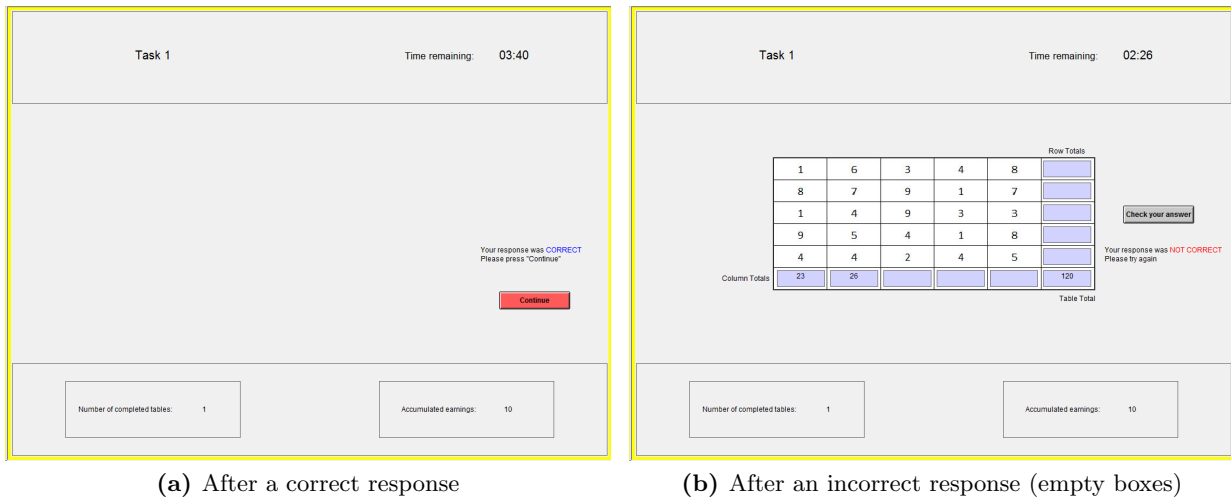 Task 1
Time remaining: 03:40
Your response was CORRECT
Please press "Continue"
Continue
Number of completed tables: 1
Accumulated earnings: 10
(a) After a correct response
Task 1
Time remaining: 02:26
Row Totals
1 6 3 4 8
8 7 9 1 7
1 4 9 3 3
9 5 4 1 8
4 4 2 4 5
Column Totals 23 26 120
Table Total
Check your answer
Your response was NOT CORRECT
Please try again
Number of completed tables: 1
Accumulated earnings: 10
(b) After an incorrect response (empty boxes)